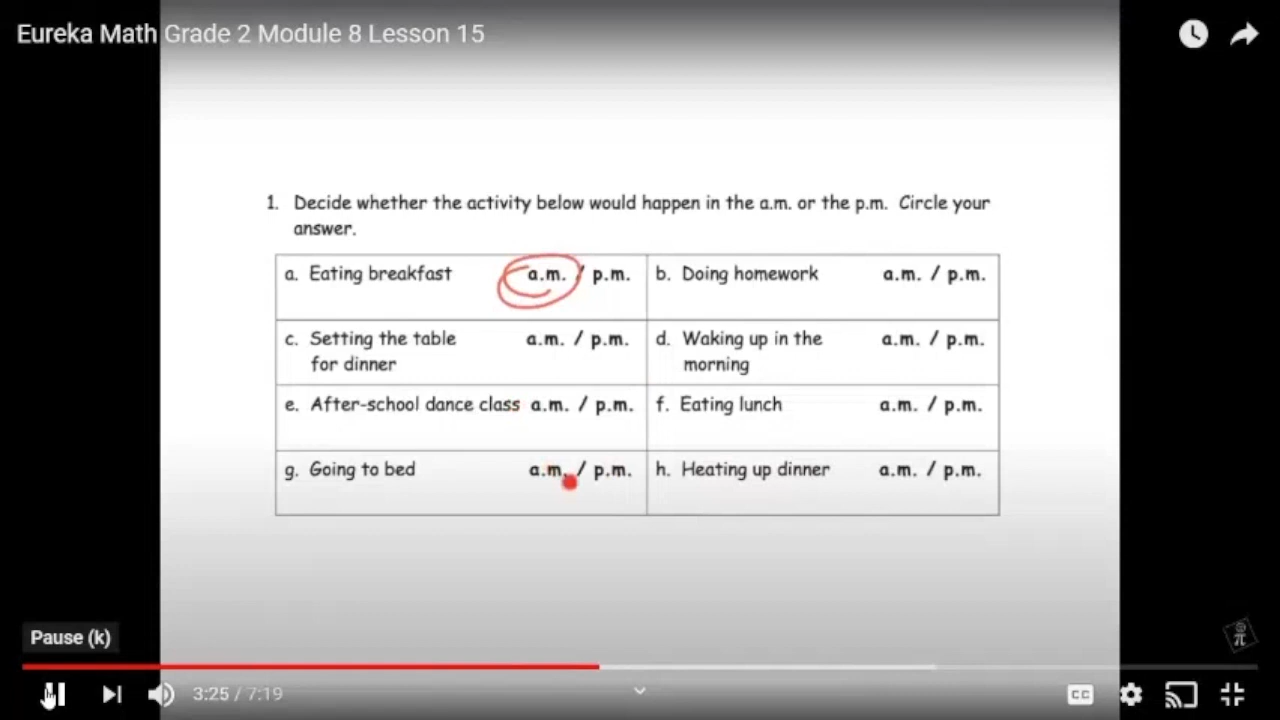 Eureka Math Grade 2 Module 8 Lesson 15
1. Decide whether the activity below would happen in the a.m. or the p.m. Circle your
answer.
a. Eating breakfast a.m. / p.m.
b. Doing homework a.m. / p.m.
c. Setting the table a.m. / p.m.
for dinner
d. Waking up in the a.m. / p.m.
morning
e. After-school dance class a.m. / p.m.
f. Eating lunch a.m. / p.m.
g. Going to bed a.m. / p.m.
h. Heating up dinner a.m. / p.m.
Pause (k)
3:25 / 7:19
CC
π